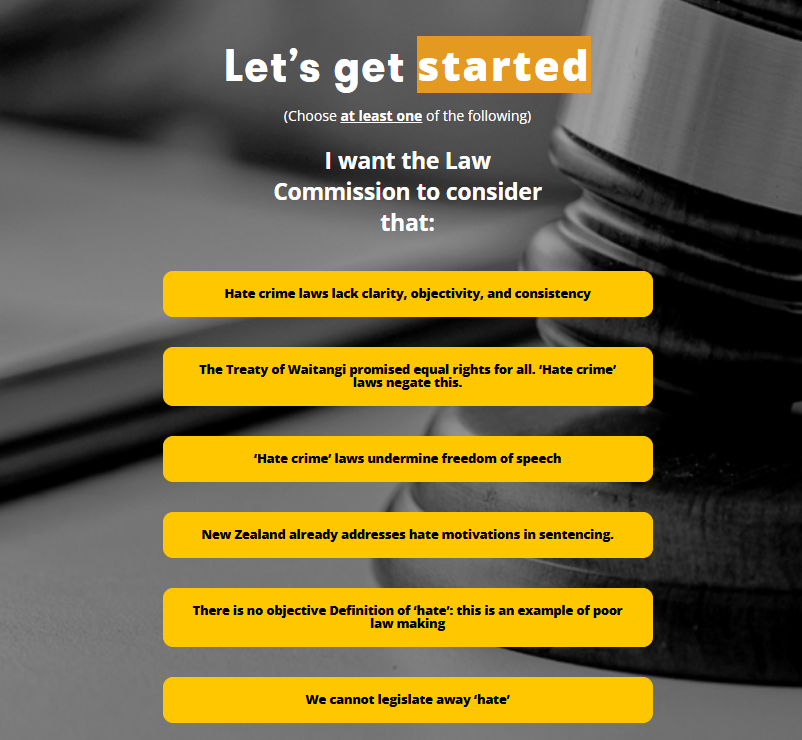 Let’s get started
(Choose at least one of the following)
I want the Law
Commission to consider
that:
Hate crime laws lack clarity, objectivity, and consistency
The Treaty of Waitangi promised equal rights for all. ‘Hate crime’
laws negate this.
‘Hate crime’ laws undermine freedom of speech
New Zealand already addresses hate motivations in sentencing.
There is no objective Definition of ‘hate’: this is an example of poor
law making
We cannot legislate away ‘hate’